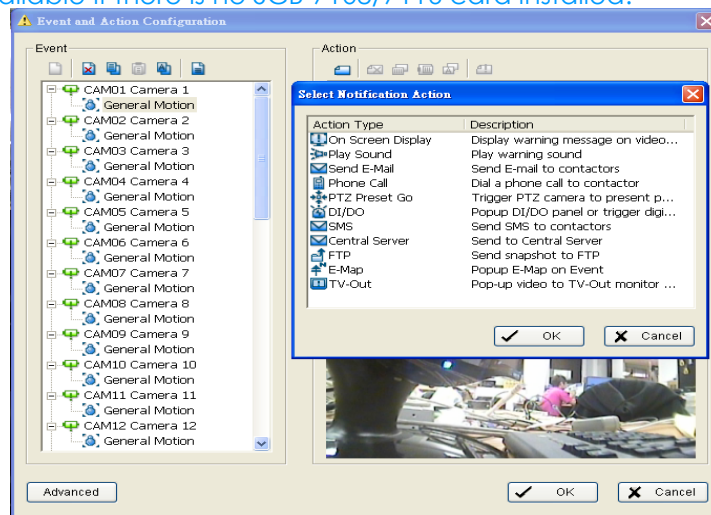 Event and Action Configuration
Event
Action
CAM01 Camera 1
General Motion
CAM02 Camera 2
General Motion
CAM03 Camera 3
General Motion
CAM04 Camera 4
General Motion
CAM05 Camera 5
General Motion
CAM06 Camera 6
General Motion
CAM07 Camera 7
General Motion
CAM08 Camera 8
General Motion
CAM09 Camera 9
General Motion
CAM10 Camera 10
General Motion
CAM11 Camera 11
General Motion
CAM12 Camera 12
General Motion
Select Notification Action
Action Type Description
On Screen Display Display warning message on video...
Play Sound Play warning sound
Send E-Mail Send E-mail to contactors
Phone Call Dial a phone call to contactor
PTZ Preset Go Trigger PTZ camera to present p...
DI/DO Popup DI/DO panel or trigger digi...
SMS Send SMS to contactors
Central Server Send to Central Server
FTP Send snapshot to FTP
E-Map Popup E-Map on Event
TV-Out Pop-up video to TV-Out monitor ...
OK Cancel
Advanced
OK Cancel